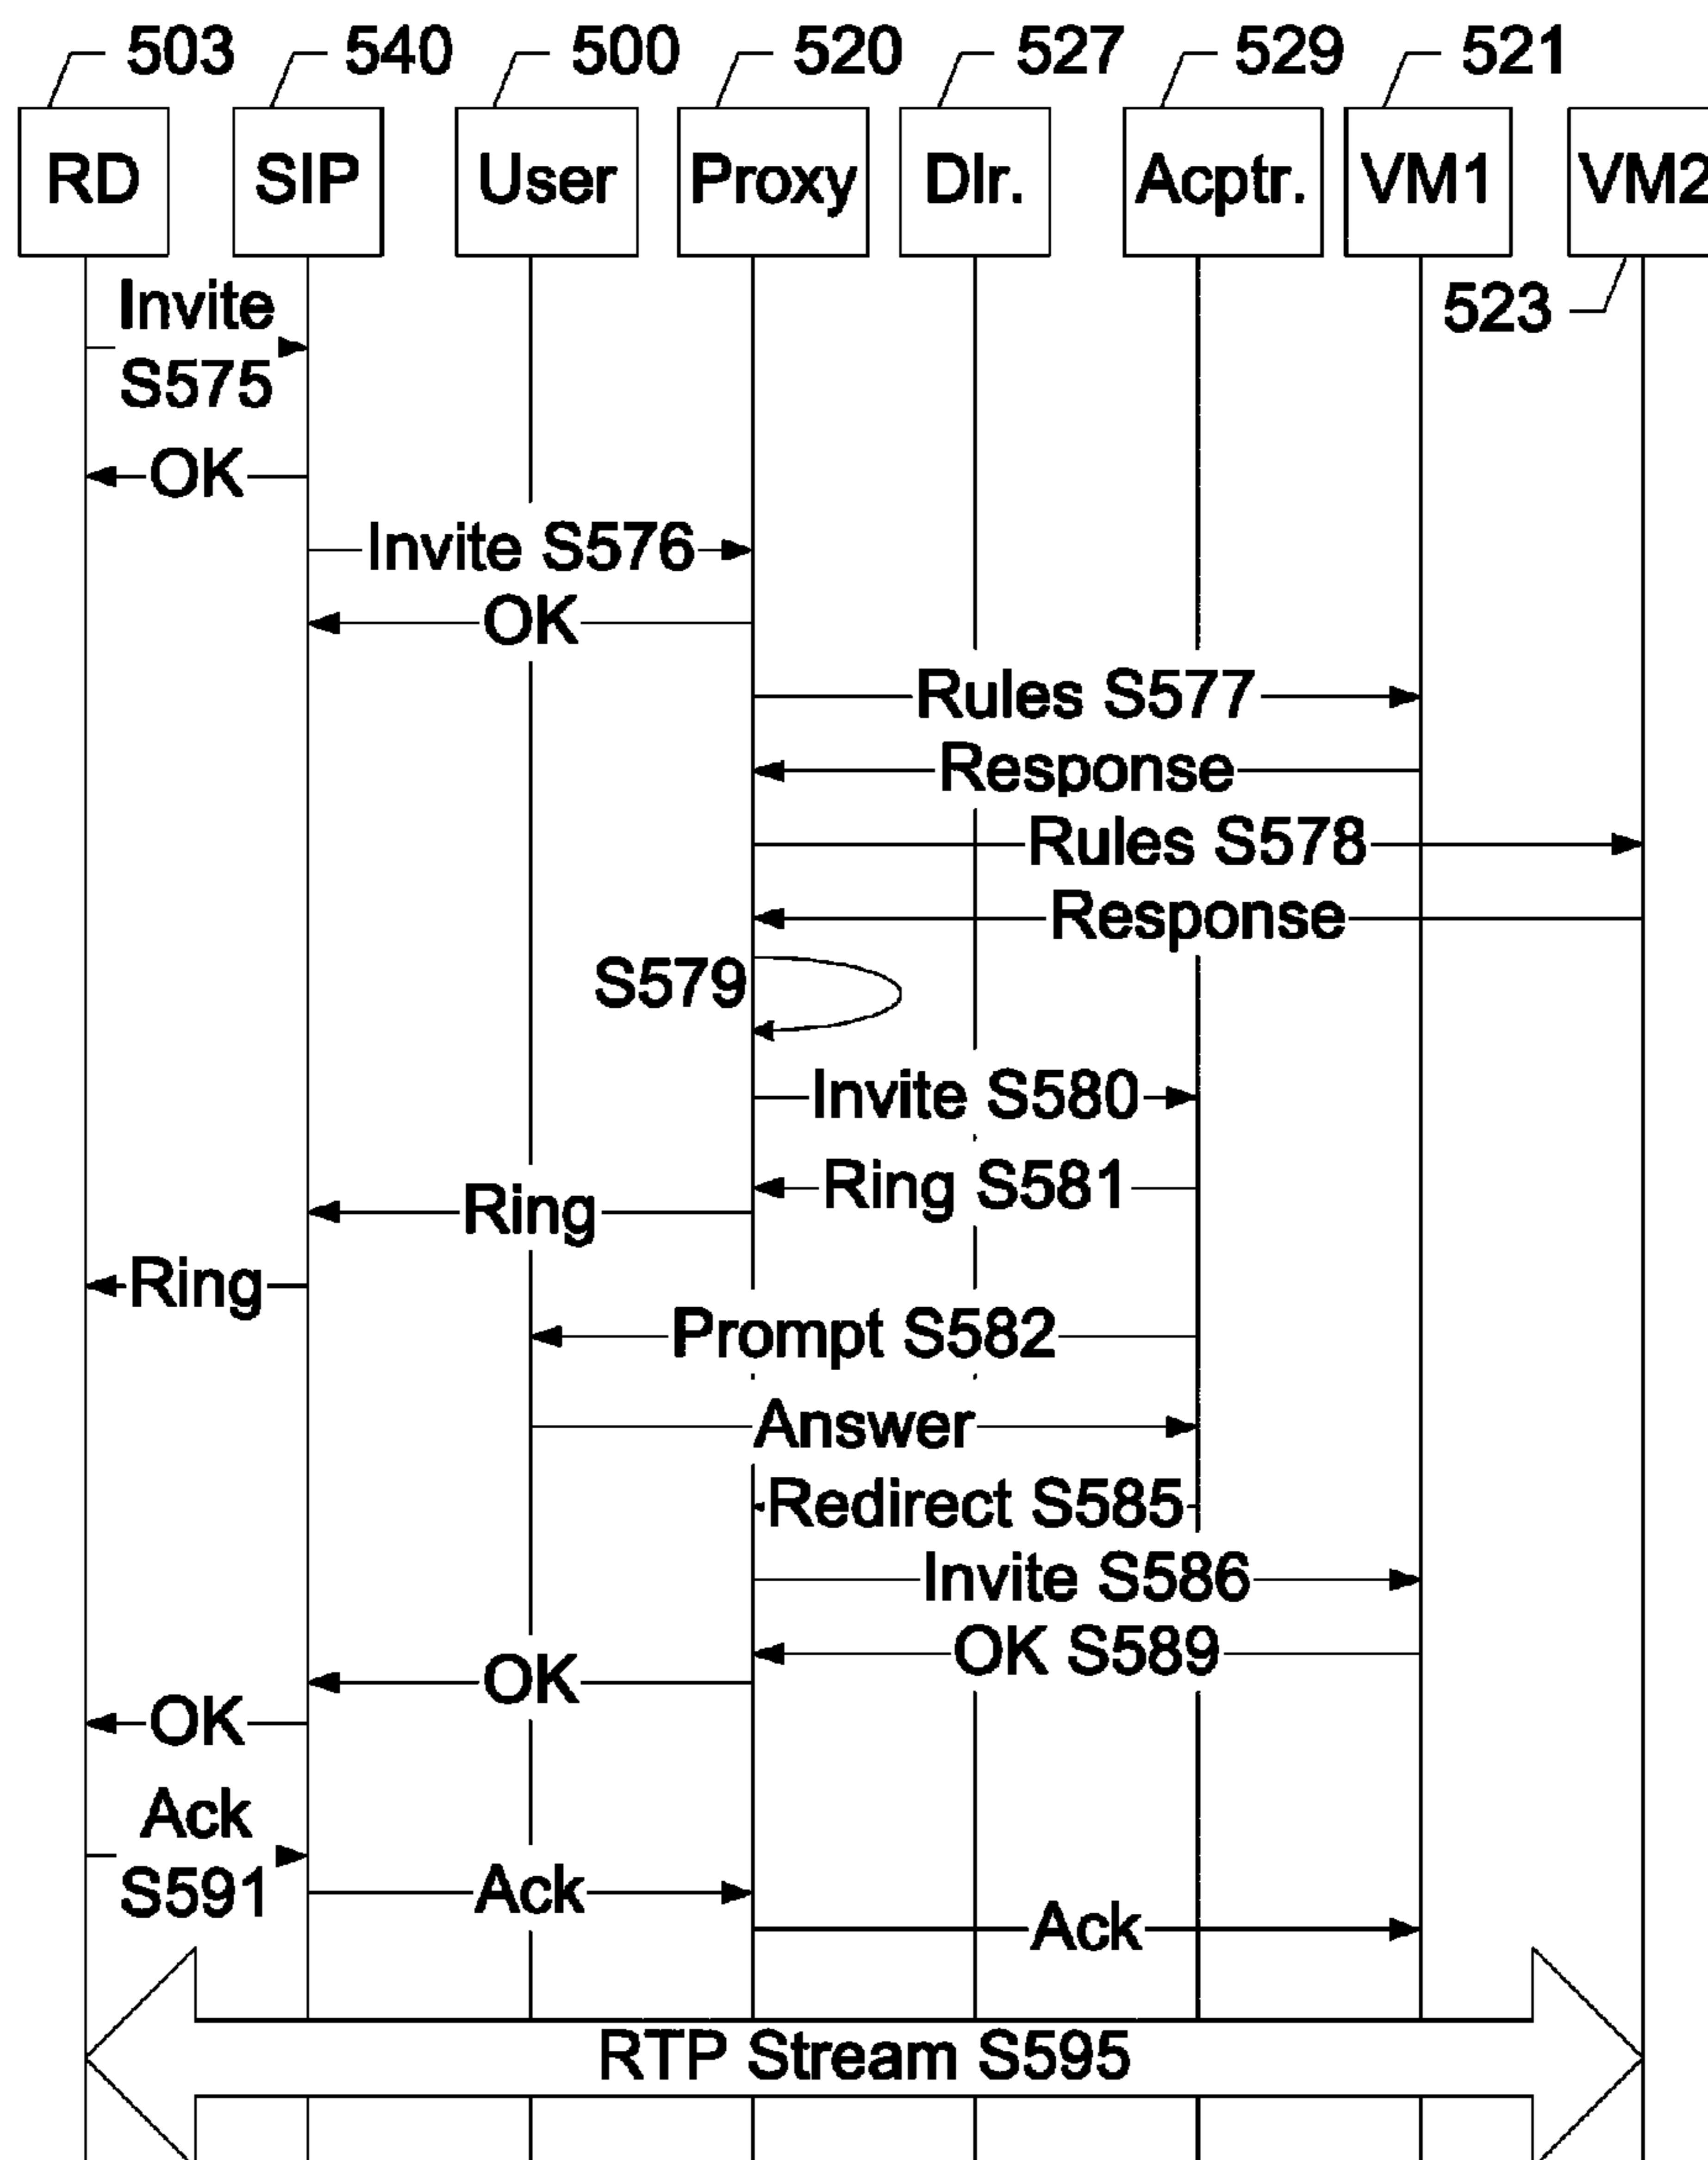 503 540 500 520 527 529 521
RD SIP User Proxy Dlr. Acptr. VM1 VM2
523
Invite
S575
OK
Invite S576
OK
Rules S577
Response
Rules S578
Response
S579
Invite S580
Ring S581
Ring
Ring
Prompt S582
Answer
Redirect S585
Invite S586
OK S589
OK
OK
Ack
S591
Ack
Ack
RTP Stream S595